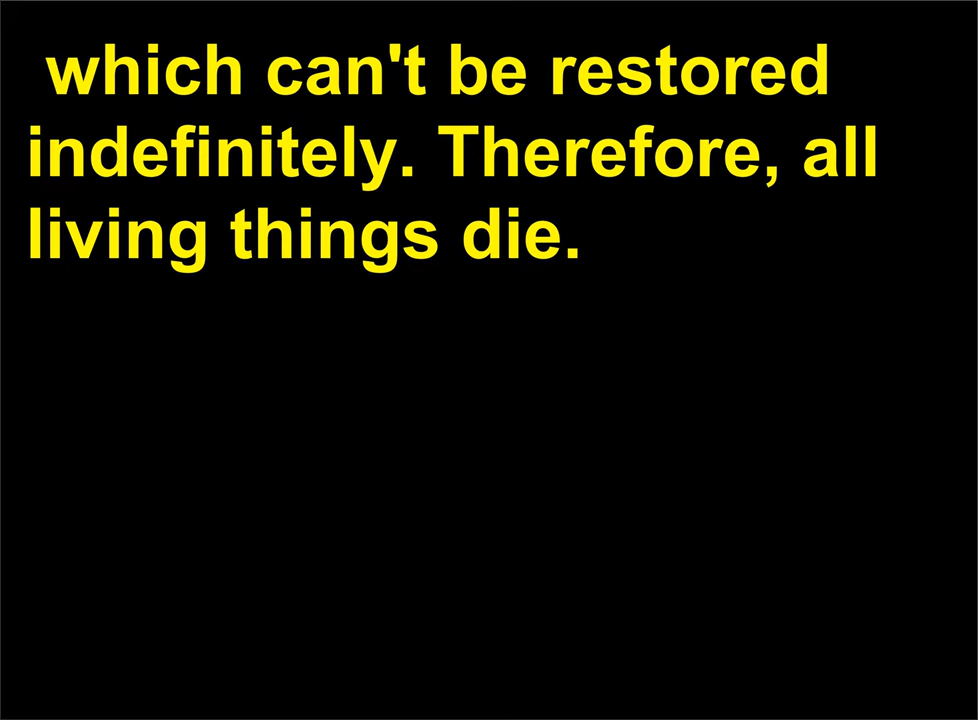 which can't be restored
indefinitely. Therefore, all
living things die.